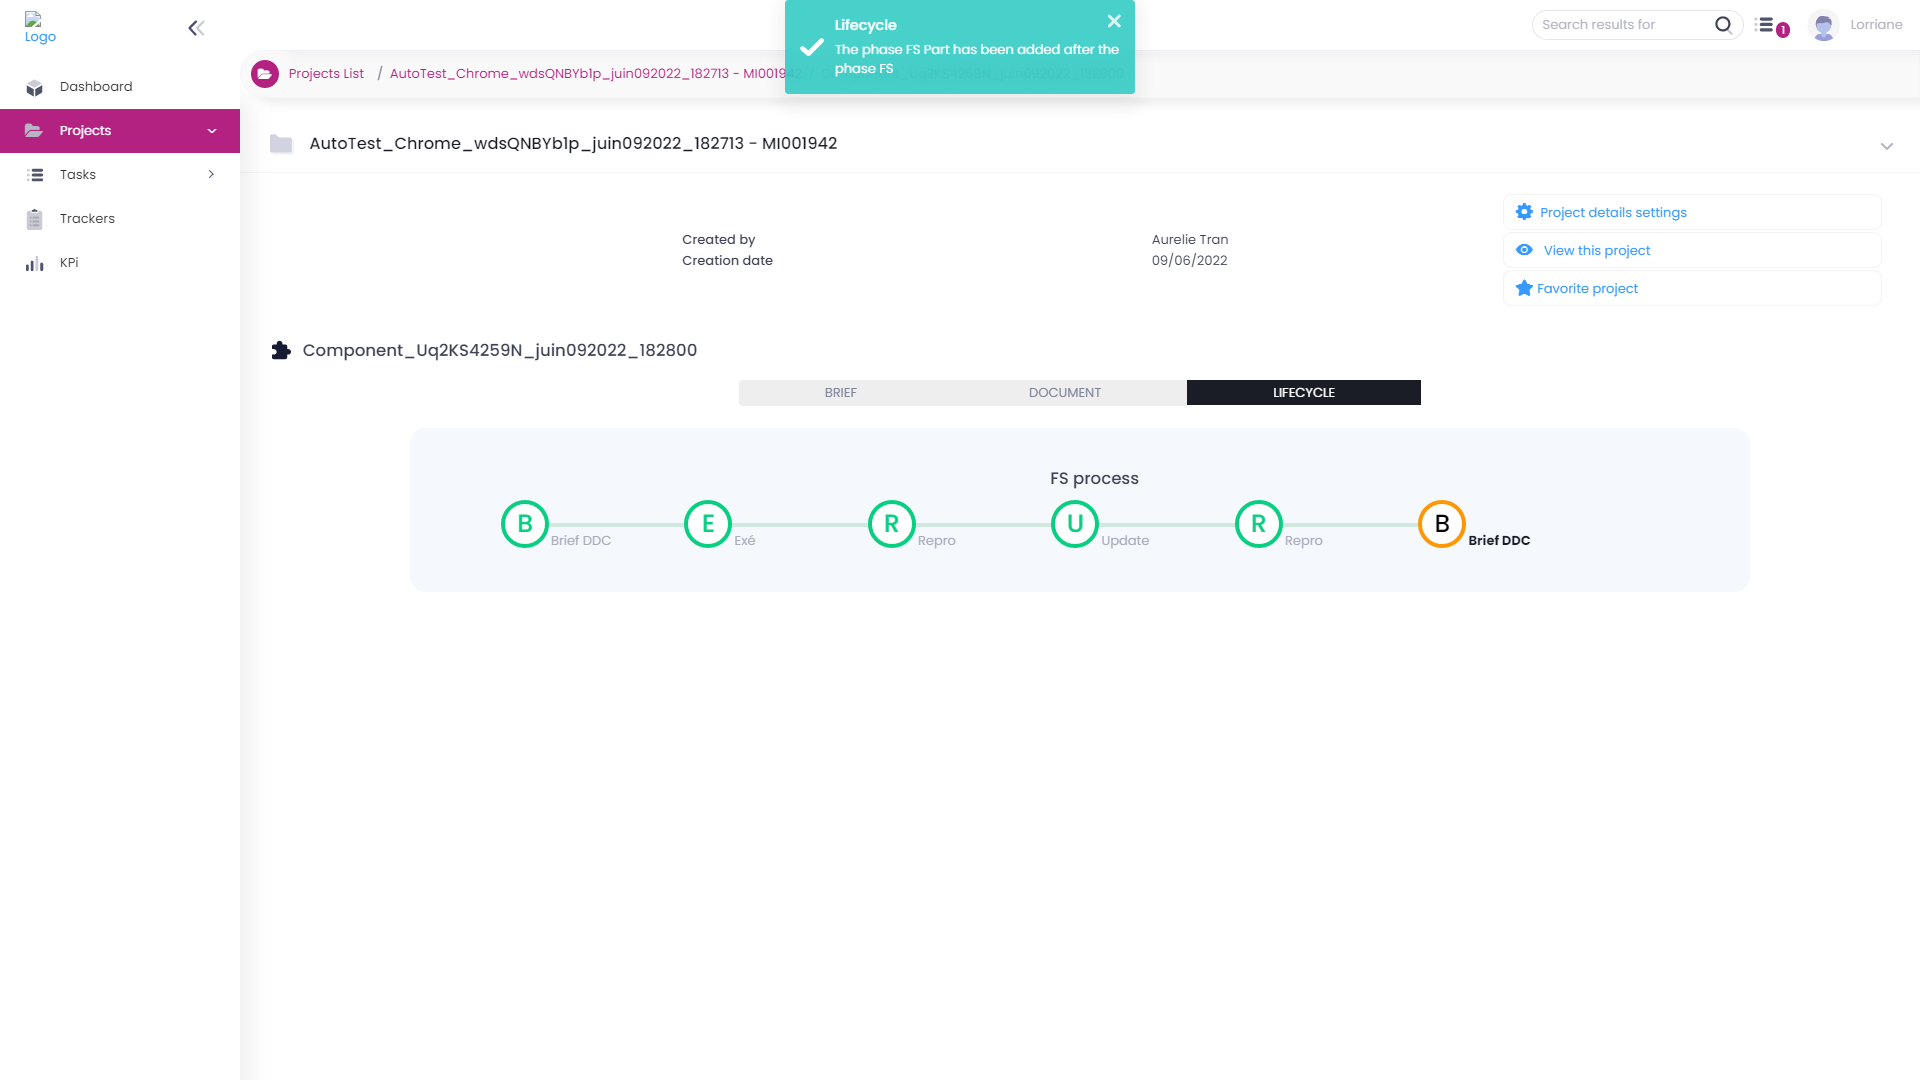 Logo
Lifecycle
The phase FS Part has been added after the
phase FS
Search results for
1
Lorriane
Projects List / AutoTest_Chrome_wdsQNBYb1p_juin092022_182713 - MI001942
Dashboard
Projects
Tasks
Trackers
KPi
AutoTest_Chrome_wdsQNBYb1p_juin092022_182713 - MI001942
Created by Aurelie Tran
Creation date 09/06/2022
Project details settings
View this project
Favorite project
Component_Uq2KS4259N_juin092022_182800
BRIEF DOCUMENT LIFECYCLE
FS process
B E R U R B
Brief DDC Exé Repro Update Repro Brief DDC